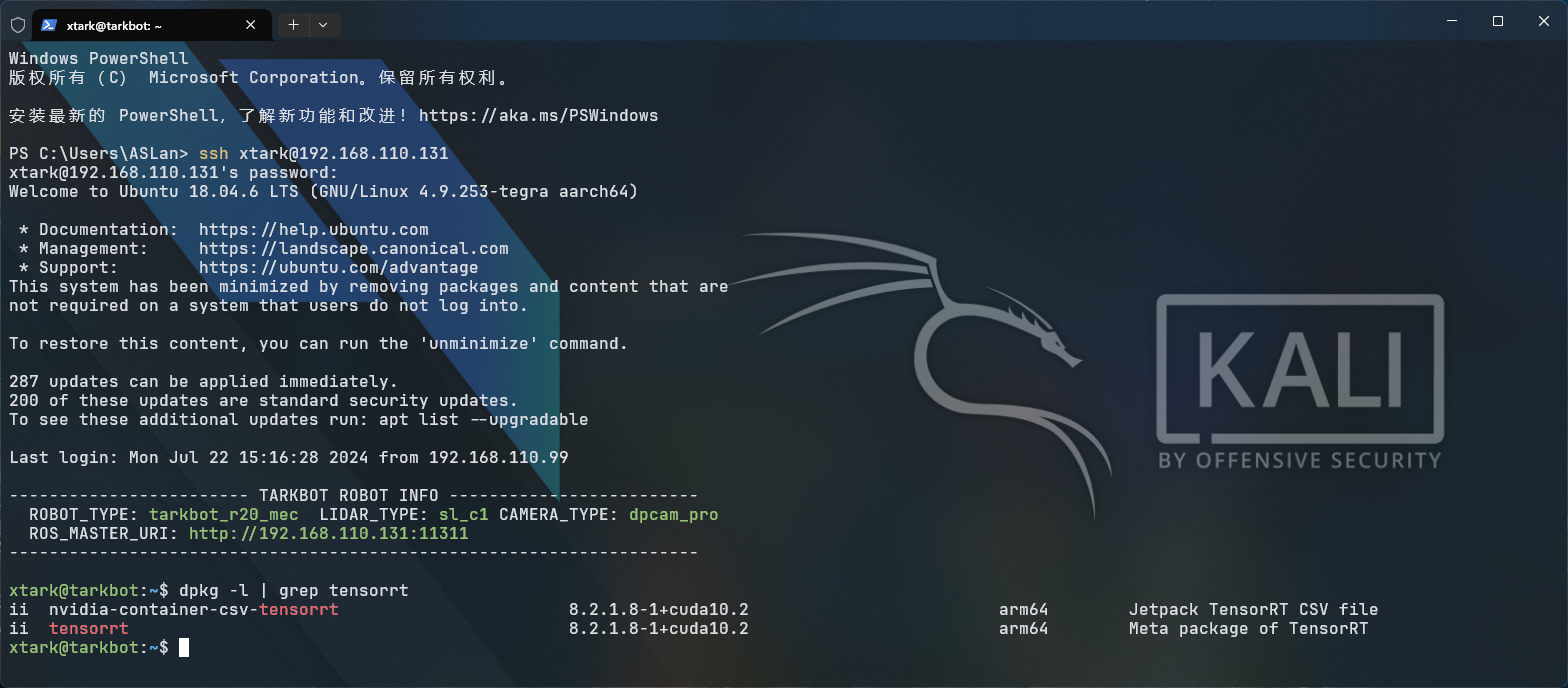 xtark@tarkbot: ~
Windows PowerShell
版权所有 (C)  Microsoft Corporation。保留所有权利。
安装最新的 PowerShell，了解新功能和改进！https://aka.ms/PSWindows
PS C:\Users\ASLan> ssh xtark@192.168.110.131
xtark@192.168.110.131's password:
Welcome to Ubuntu 18.04.6 LTS (GNU/Linux 4.9.253-tegra aarch64)
 * Documentation:  https://help.ubuntu.com
 * Management:     https://landscape.canonical.com
 * Support:        https://ubuntu.com/advantage
This system has been minimized by removing packages and content that are
not required on a system that users do not log into.
To restore this content, you can run the 'unminimize' command.
287 updates can be applied immediately.
200 of these updates are standard security updates.
To see these additional updates run: apt list --upgradable
Last login: Mon Jul 22 15:16:28 2024 from 192.168.110.99
------------------------ TARKBOT ROBOT INFO -------------------------
  ROBOT_TYPE: tarkbot_r20_mec  LIDAR_TYPE: sl_c1 CAMERA_TYPE: dpcam_pro
  ROS_MASTER_URI: http://192.168.110.131:11311
---------------------------------------------------------------------
xtark@tarkbot:~$ dpkg -l | grep tensorrt
ii  nvidia-container-csv-tensorrt                       8.2.1.8-1+cuda10.2                         arm64        Jetpack TensorRT CSV file
ii  tensorrt                                            8.2.1.8-1+cuda10.2                         arm64        Meta package of TensorRT
xtark@tarkbot:~$
KALI
BY OFFENSIVE SECURITY